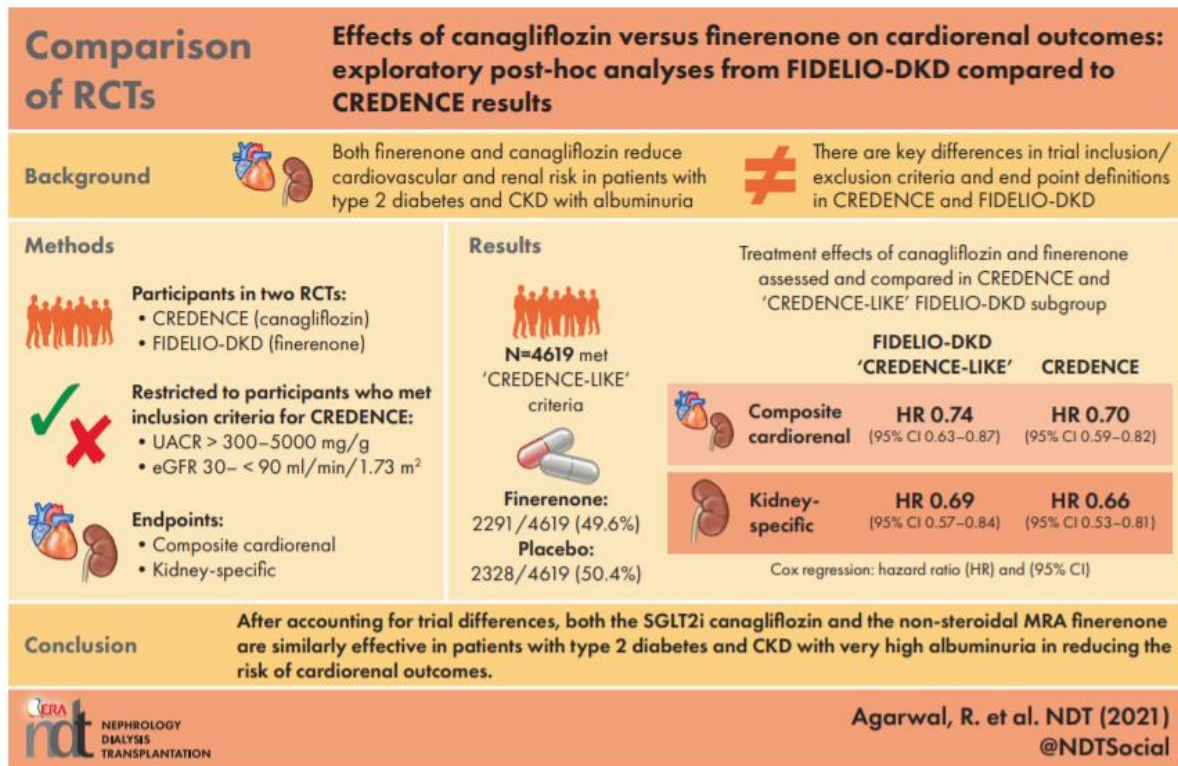 Comparison
of RCTs
Effects of canagliflozin versus finerenone on cardiorenal outcomes:
exploratory post-hoc analyses from FIDELIO-DKD compared to
CREDENCE results
Background
Both finerenone and canagliflozin reduce
cardiovascular and renal risk in patients with
type 2 diabetes and CKD with albuminuria
≠
There are key differences in trial inclusion/
exclusion criteria and end point definitions
in CREDENCE and FIDELIO-DKD
Methods
Participants in two RCTs:
• CREDENCE (canagliflozin)
• FIDELIO-DKD (finerenone)
Restricted to participants who met
inclusion criteria for CREDENCE:
• UACR > 300–5000 mg/g
• eGFR 30– < 90 ml/min/1.73 m²
Endpoints:
• Composite cardiorenal
• Kidney-specific
Results
N=4619 met
'CREDENCE-LIKE'
criteria
Finerenone:
2291/4619 (49.6%)
Placebo:
2328/4619 (50.4%)
Treatment effects of canagliflozin and finerenone
assessed and compared in CREDENCE and
'CREDENCE-LIKE' FIDELIO-DKD subgroup
FIDELIO-DKD
'CREDENCE-LIKE'
CREDENCE
Composite
cardiorenal
HR 0.74
(95% CI 0.63–0.87)
HR 0.70
(95% CI 0.59–0.82)
Kidney-
specific
HR 0.69
(95% CI 0.57–0.84)
HR 0.66
(95% CI 0.53–0.81)
Cox regression: hazard ratio (HR) and (95% CI)
Conclusion
After accounting for trial differences, both the SGLT2i canagliflozin and the non-steroidal MRA finerenone
are similarly effective in patients with type 2 diabetes and CKD with very high albuminuria in reducing the
risk of cardiorenal outcomes.
ERA
ndt
NEPHROLOGY
DIALYSIS
TRANSPLANTATION
Agarwal, R. et al. NDT (2021)
@NDTSocial